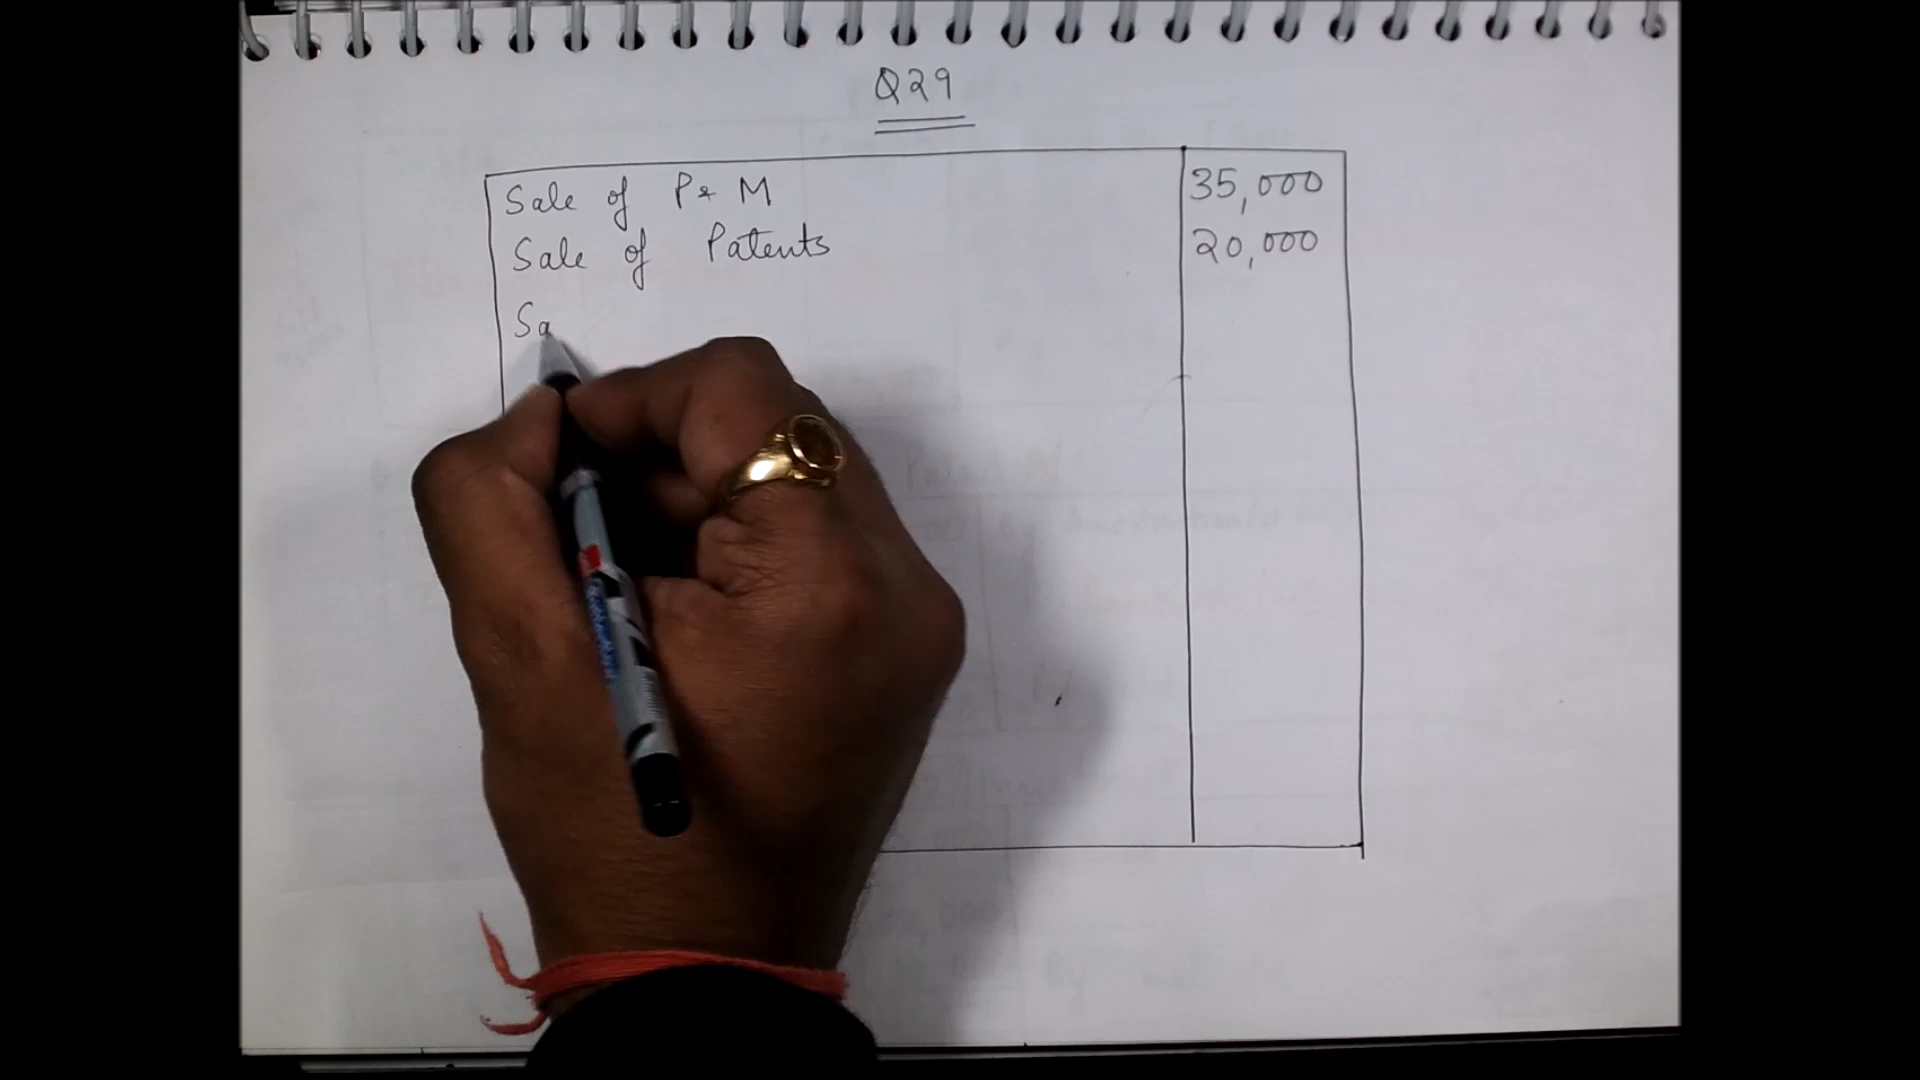 Q29
Sale of P & M 35,000
Sale of Patents 20,000
Sa